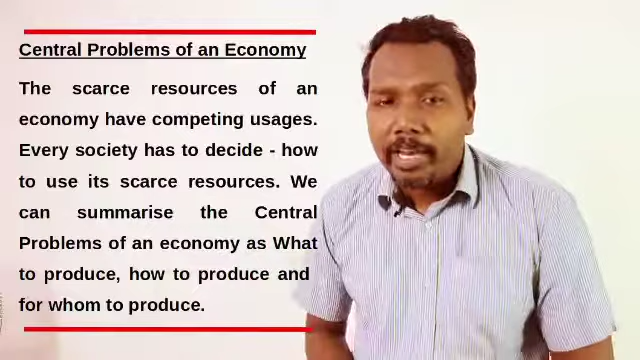 Central Problems of an Economy
The scarce resources of an
economy have competing usages.
Every society has to decide - how
to use its scarce resources. We
can summarise the Central
Problems of an economy as What
to produce, how to produce and
for whom to produce.